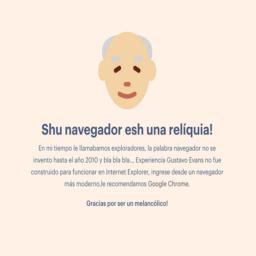 Shu navegador esh una relíquia!
En mi tiempo le llamabamos exploradores, la palabra navegador no se
invento hasta el año 2010 y bla bla bla.., Experiencia Gustavo Evans no fue
construido para funcionar en Internet Explorer, ingrese desde un navegador
más moderno,le recomendamos Google Chrome.
Gracias por ser un melancólico!